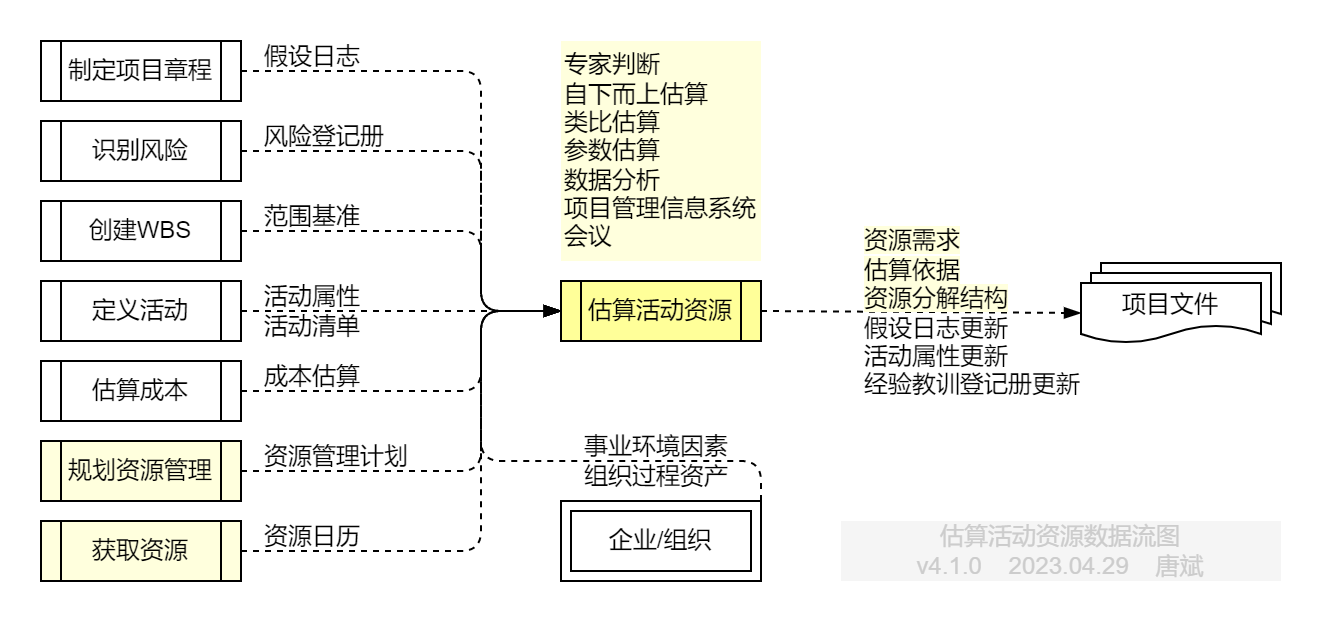 制定项目章程
假设日志
识别风险
风险登记册
创建WBS
范围基准
定义活动
活动属性
活动清单
估算成本
成本估算
规划资源管理
资源管理计划
获取资源
资源日历
专家判断
自下而上估算
类比估算
参数估算
数据分析
项目管理信息系统
会议
估算活动资源
事业环境因素
组织过程资产
企业/组织
资源需求
估算依据
资源分解结构
假设日志更新
活动属性更新
经验教训登记册更新
项目文件
估算活动资源数据流图
v4.1.0 2023.04.29 唐斌